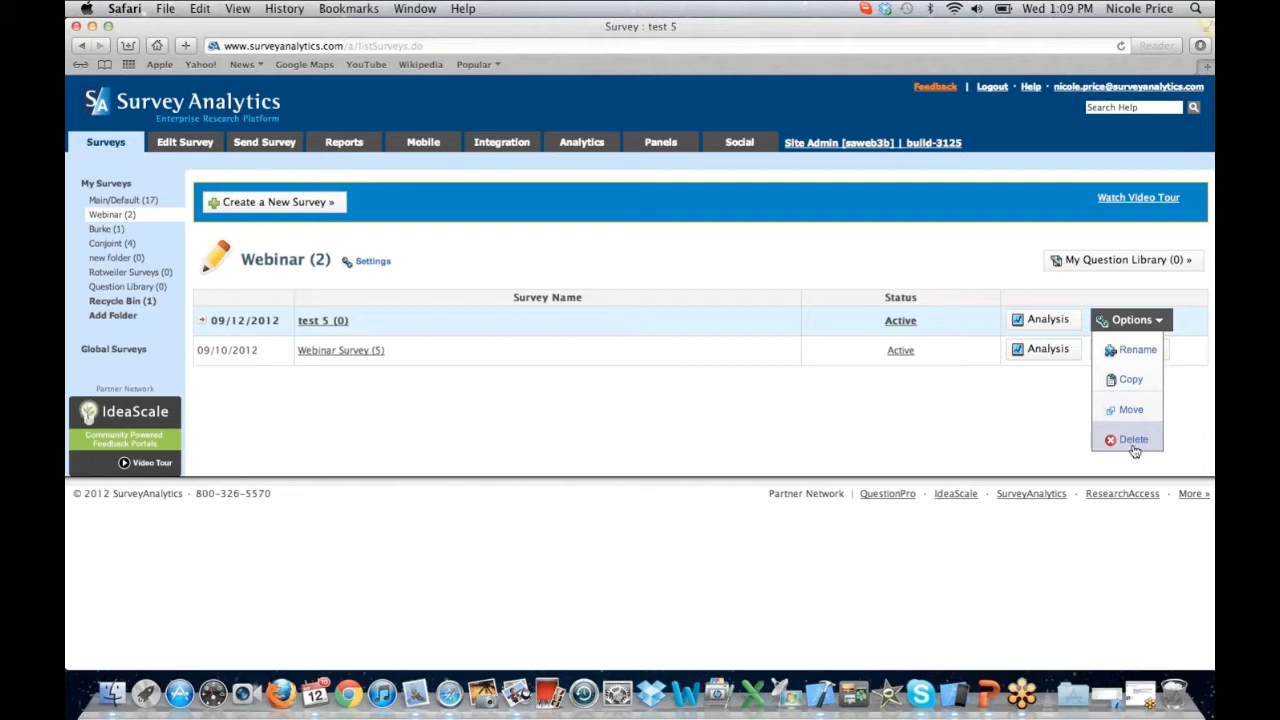 Safari File Edit View History Bookmarks Window Help Wed 1:09 PM Nicole Price
Survey : test 5
www.surveyanalytics.com/a/listSurveys.do Reader
Apple Yahoo! News Google Maps YouTube Wikipedia Popular
Feedback | Logout · Help · nicole.price@surveyanalytics.com
SA Survey Analytics
Enterprise Research Platform
Search Help
Surveys Edit Survey Send Survey Reports Mobile Integration Analytics Panels Social Site Admin [saweb3b] | build-3125
My Surveys
Main/Default (17)
Webinar (2)
Burke (1)
Conjoint (4)
new folder (0)
Rotweiler Surveys (0)
Question Library (0)
Recycle Bin (1)
Add Folder
Global Surveys
Partner Network
IdeaScale
Community Powered
Feedback Portals
Video Tour
Create a New Survey »
Watch Video Tour
Webinar (2) Settings
My Question Library (0) »
Survey Name Status
09/12/2012 test 5 (0) Active Analysis Options
09/10/2012 Webinar Survey (5) Active Analysis
Rename
Copy
Move
Delete
© 2012 SurveyAnalytics · 800-326-5570
Partner Network | QuestionPro · IdeaScale · SurveyAnalytics · ResearchAccess · More »
12